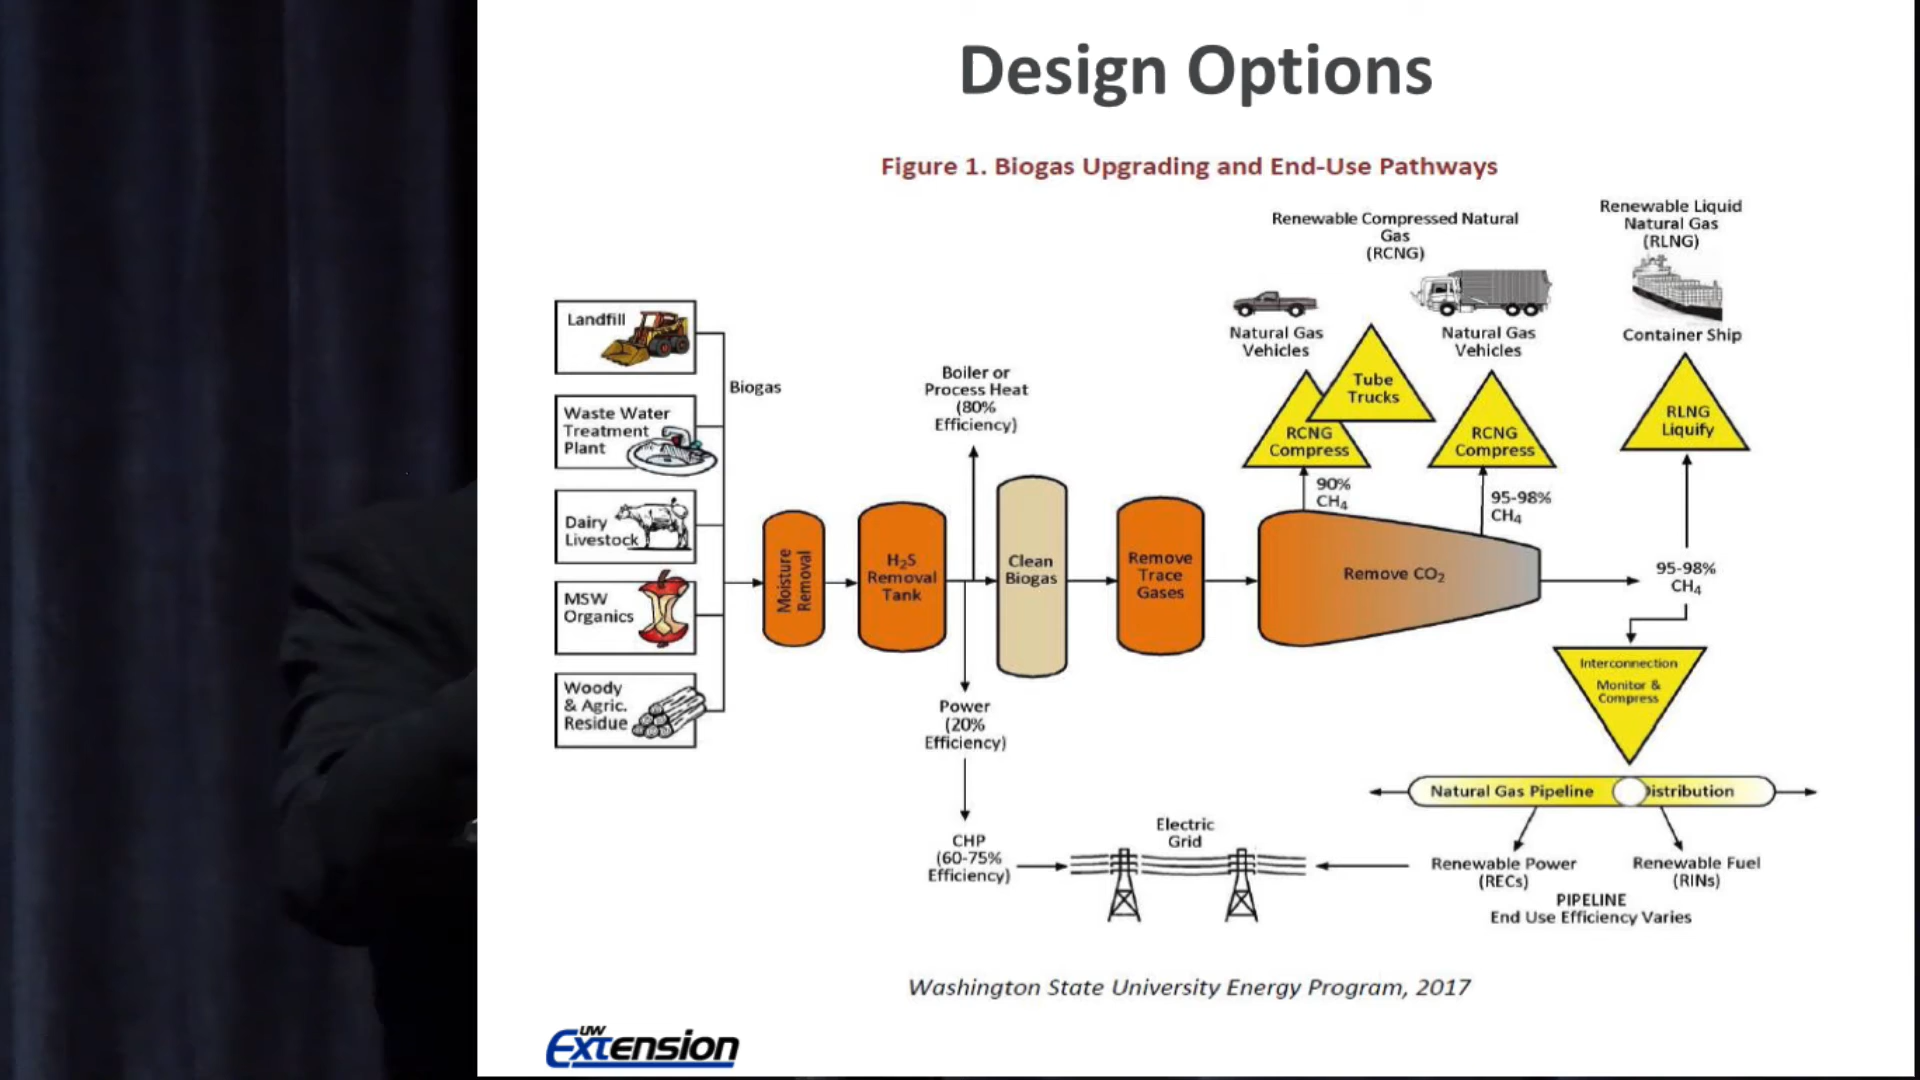 Design Options
Figure 1. Biogas Upgrading and End-Use Pathways
Renewable Compressed Natural
Gas
(RCNG)
Renewable Liquid
Natural Gas
(RLNG)
Natural Gas
Vehicles
Natural Gas
Vehicles
Container Ship
Landfill
Waste Water
Treatment
Plant
Dairy
Livestock
MSW
Organics
Woody
& Agric.
Residue
Biogas
Boiler or
Process Heat
(80%
Efficiency)
Tube
Trucks
RCNG
Compress
RCNG
Compress
RLNG
Liquify
90%
CH₄
95-98%
CH₄
Moisture
Removal
H₂S
Removal
Tank
Clean
Biogas
Remove
Trace
Gases
Remove CO₂
95-98%
CH₄
Interconnection
Monitor &
Compress
Power
(20%
Efficiency)
Natural Gas Pipeline
istribution
CHP
(60-75%
Efficiency)
Electric
Grid
Renewable Power
(RECs)
Renewable Fuel
(RINs)
PIPELINE
End Use Efficiency Varies
Washington State University Energy Program, 2017
UW
Extension